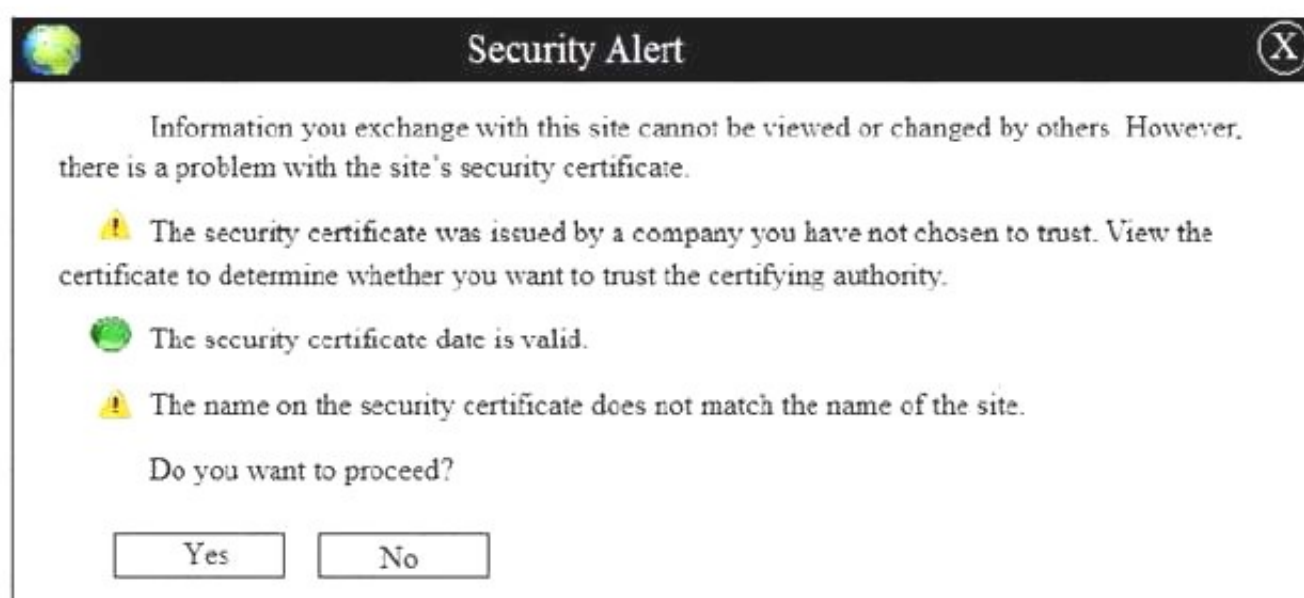 Security Alert
X
Information you exchange with this site cannot be viewed or changed by others. However,
there is a problem with the site's security certificate.
The security certificate was issued by a company you have not chosen to trust. View the
certificate to determine whether you want to trust the certifying authority.
The security certificate date is valid.
The name on the security certificate does not match the name of the site.
Do you want to proceed?
Yes No